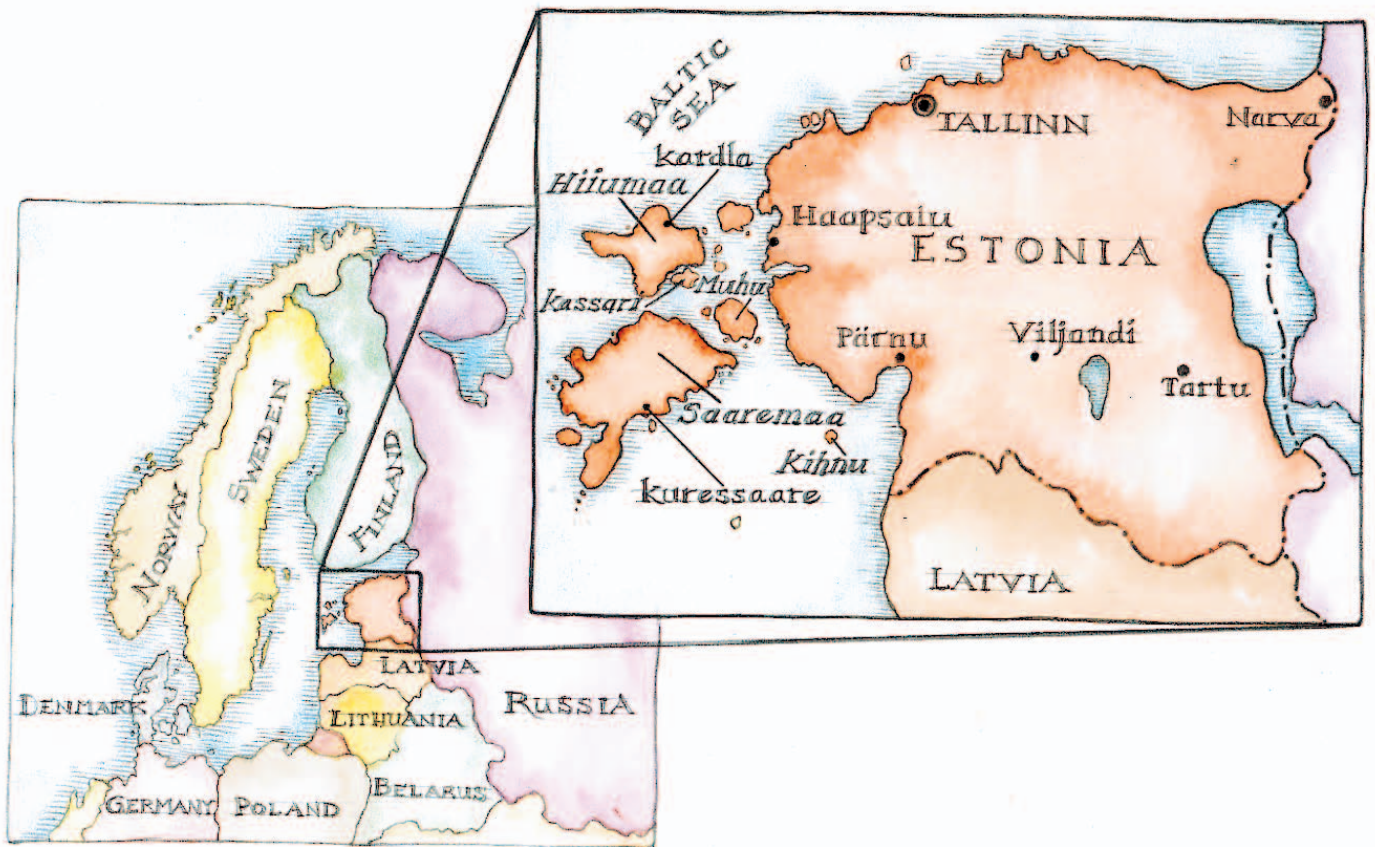 BALTIC
SEA
TALLINN
Narva
kardla
Hiiumaa
Haapsalu
ESTONIA
kassari
Muhu
Pärnu
Viljandi
Tartu
Saaremaa
Kihnu
kuressaare
LATVIA
NORWAY
SWEDEN
FINLAND
LATVIA
DENMARK
LITHUANIA
RUSSIA
GERMANY
POLAND
BELARUS